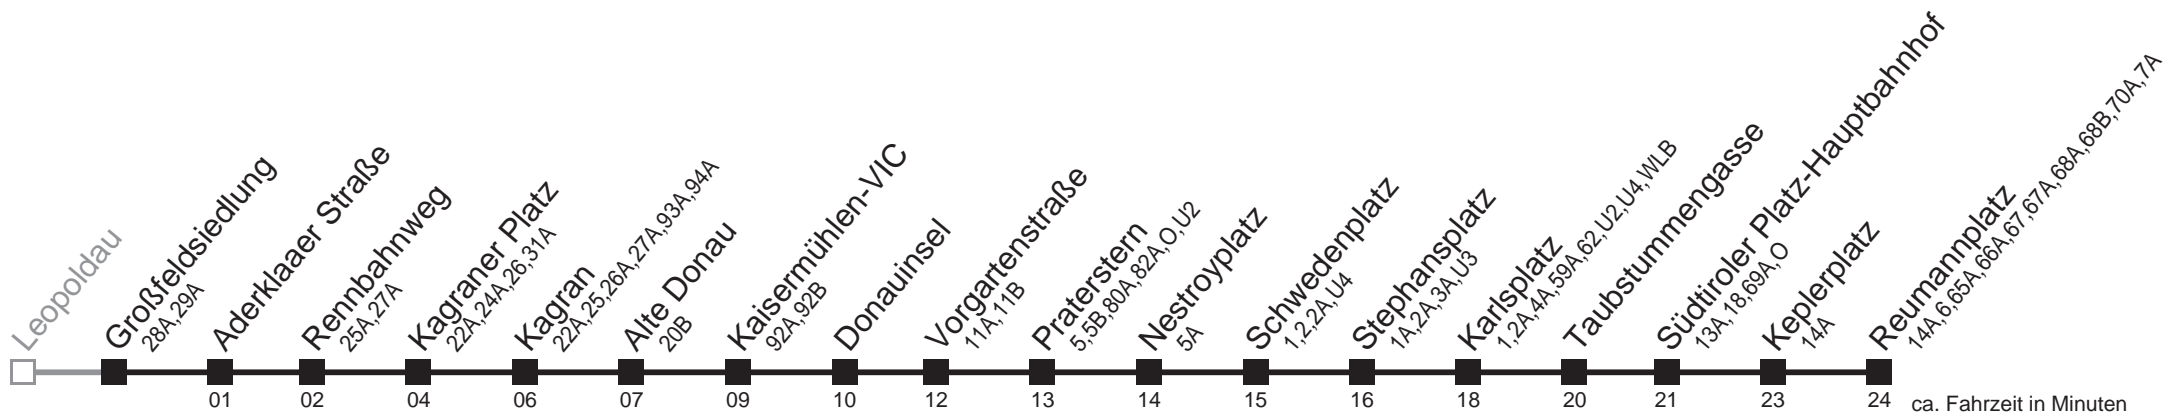 Leopoldau
Großfeldsiedlung
28A,29A
Aderklaaer Straße
Rennbahnweg
25A,27A
Kagraner Platz
22A,24A,26,31A
Kagran
22A,25,26A,27A,93A,94A
Alte Donau
20B
Kaisermühlen-VIC
92A,92B
Donauinsel
Vorgartenstraße
11A,11B
Praterstern
5,5B,80A,82A,O,U2
Nestroyplatz
5A
Schwedenplatz
1,2,2A,U4
Stephansplatz
1A,2A,3A,U3
Karlsplatz
1,2A,4A,59A,62,U2,U4,WLB
Taubstummengasse
Südtiroler Platz-Hauptbahnhof
13A,18,69A,O
Keplerplatz
14A
Reumannplatz
14A,6,65A,66A,67,67A,68A,68B,70A,7A
01 02 04 06 07 09 10 12 13 14 15 16 18 20 21 23 24 ca. Fahrzeit in Minuten